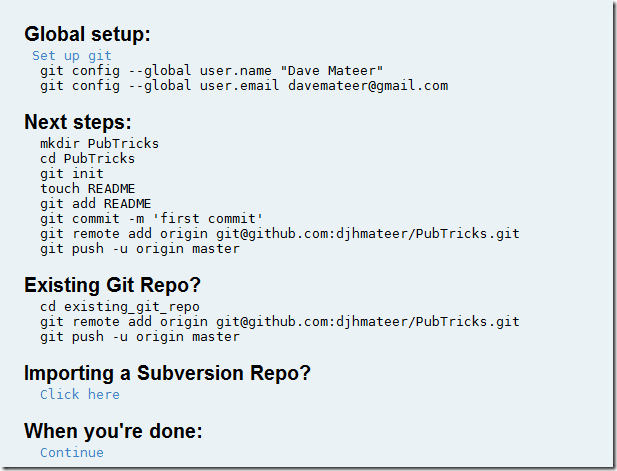 Global setup:
Set up git
git config --global user.name "Dave Mateer"
git config --global user.email davemateer@gmail.com
Next steps:
mkdir PubTricks
cd PubTricks
git init
touch README
git add README
git commit -m 'first commit'
git remote add origin git@github.com:djhmateer/PubTricks.git
git push -u origin master
Existing Git Repo?
cd existing_git_repo
git remote add origin git@github.com:djhmateer/PubTricks.git
git push -u origin master
Importing a Subversion Repo?
Click here
When you're done:
Continue